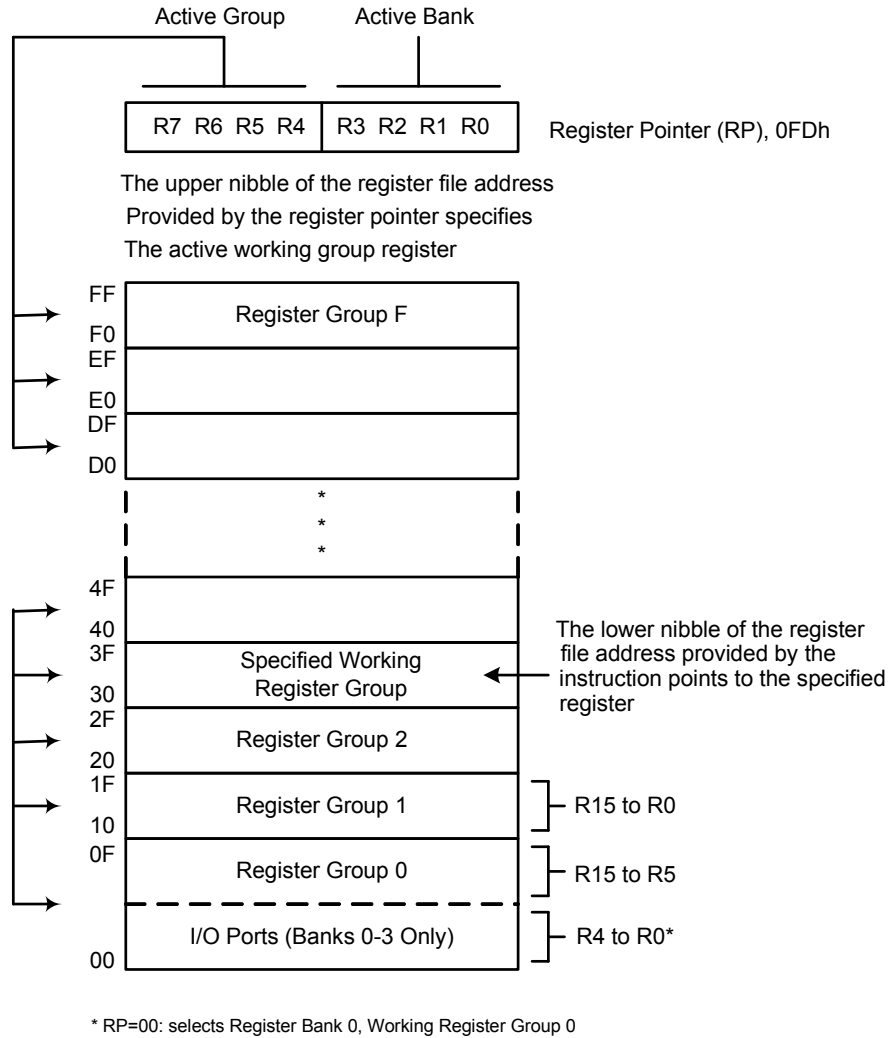 Active Group Active Bank
R7 R6 R5 R4 R3 R2 R1 R0 Register Pointer (RP), 0FDh
The upper nibble of the register file address
Provided by the register pointer specifies
The active working group register
FF
Register Group F
F0
EF
E0
DF
D0
*
*
*
4F
40
3F
Specified Working
Register Group
30
The lower nibble of the register
file address provided by the
instruction points to the specified
register
2F
Register Group 2
20
1F
Register Group 1 R15 to R0
10
0F
Register Group 0 R15 to R5
I/O Ports (Banks 0-3 Only) R4 to R0*
00
* RP=00: selects Register Bank 0, Working Register Group 0